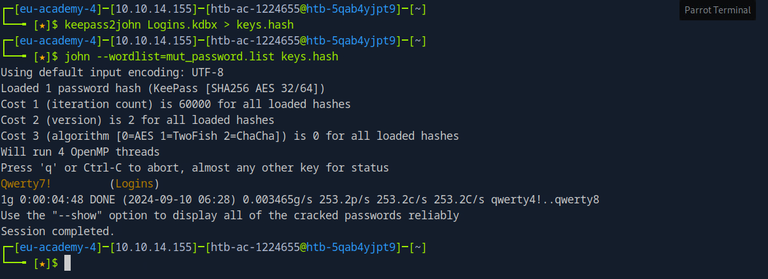 Parrot Terminal
┌─[eu-academy-4]─[10.10.14.155]─[htb-ac-1224655@htb-5qab4yjpt9]─[~]
└── [★]$ keepass2john Logins.kdbx > keys.hash
┌─[eu-academy-4]─[10.10.14.155]─[htb-ac-1224655@htb-5qab4yjpt9]─[~]
└── [★]$ john --wordlist=mut_password.list keys.hash
Using default input encoding: UTF-8
Loaded 1 password hash (KeePass [SHA256 AES 32/64])
Cost 1 (iteration count) is 60000 for all loaded hashes
Cost 2 (version) is 2 for all loaded hashes
Cost 3 (algorithm [0=AES 1=TwoFish 2=ChaCha]) is 0 for all loaded hashes
Will run 4 OpenMP threads
Press 'q' or Ctrl-C to abort, almost any other key for status
Qwerty7!         (Logins)
1g 0:00:04:48 DONE (2024-09-10 06:28) 0.003465g/s 253.2p/s 253.2c/s 253.2C/s qwerty4!..qwerty8
Use the "--show" option to display all of the cracked passwords reliably
Session completed.
┌─[eu-academy-4]─[10.10.14.155]─[htb-ac-1224655@htb-5qab4yjpt9]─[~]
└── [★]$